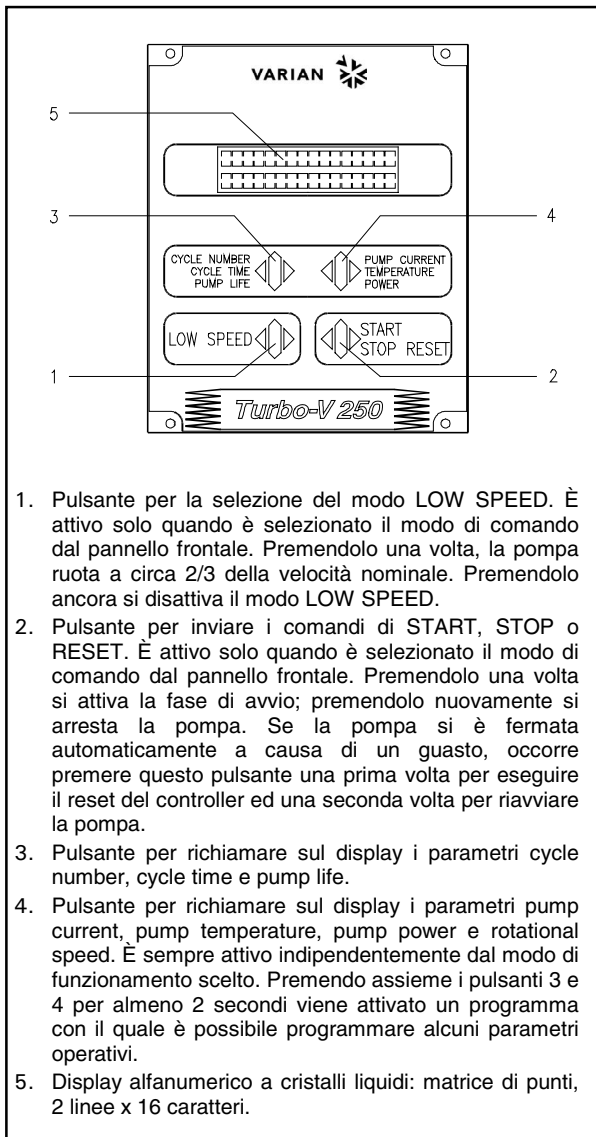 VARIAN
5
3
4
CYCLE NUMBER
CYCLE TIME
PUMP LIFE
PUMP CURRENT
TEMPERATURE
POWER
LOW SPEED
START
STOP RESET
1
2
Turbo-V 250
1. Pulsante per la selezione del modo LOW SPEED. È
attivo solo quando è selezionato il modo di comando
dal pannello frontale. Premendolo una volta, la pompa
ruota a circa 2/3 della velocità nominale. Premendolo
ancora si disattiva il modo LOW SPEED.
2. Pulsante per inviare i comandi di START, STOP o
RESET. È attivo solo quando è selezionato il modo di
comando dal pannello frontale. Premendolo una volta
si attiva la fase di avvio; premendolo nuovamente si
arresta la pompa. Se la pompa si è fermata
automaticamente a causa di un guasto, occorre
premere questo pulsante una prima volta per eseguire
il reset del controller ed una seconda volta per riavviare
la pompa.
3. Pulsante per richiamare sul display i parametri cycle
number, cycle time e pump life.
4. Pulsante per richiamare sul display i parametri pump
current, pump temperature, pump power e rotational
speed. È sempre attivo indipendentemente dal modo di
funzionamento scelto. Premendo assieme i pulsanti 3 e
4 per almeno 2 secondi viene attivato un programma
con il quale è possibile programmare alcuni parametri
operativi.
5. Display alfanumerico a cristalli liquidi: matrice di punti,
2 linee x 16 caratteri.